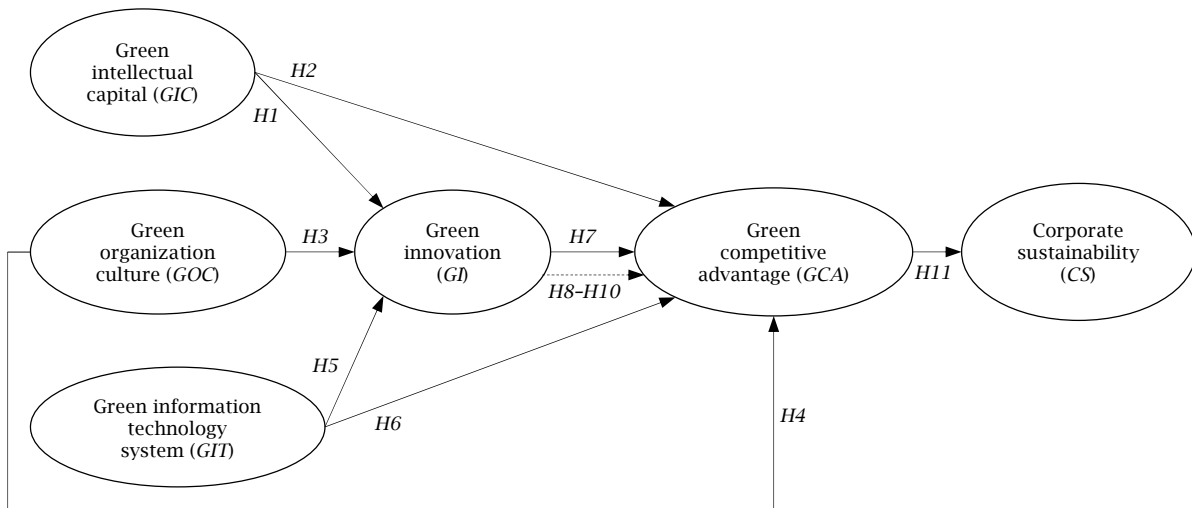 Green
intellectual
capital (GIC)
H2
H1
Green
organization
culture (GOC)
H3
Green
innovation
(GI)
H7
H8–H10
Green
competitive
advantage (GCA)
H11
Corporate
sustainability
(CS)
H5
Green information
technology
system (GIT)
H6
H4